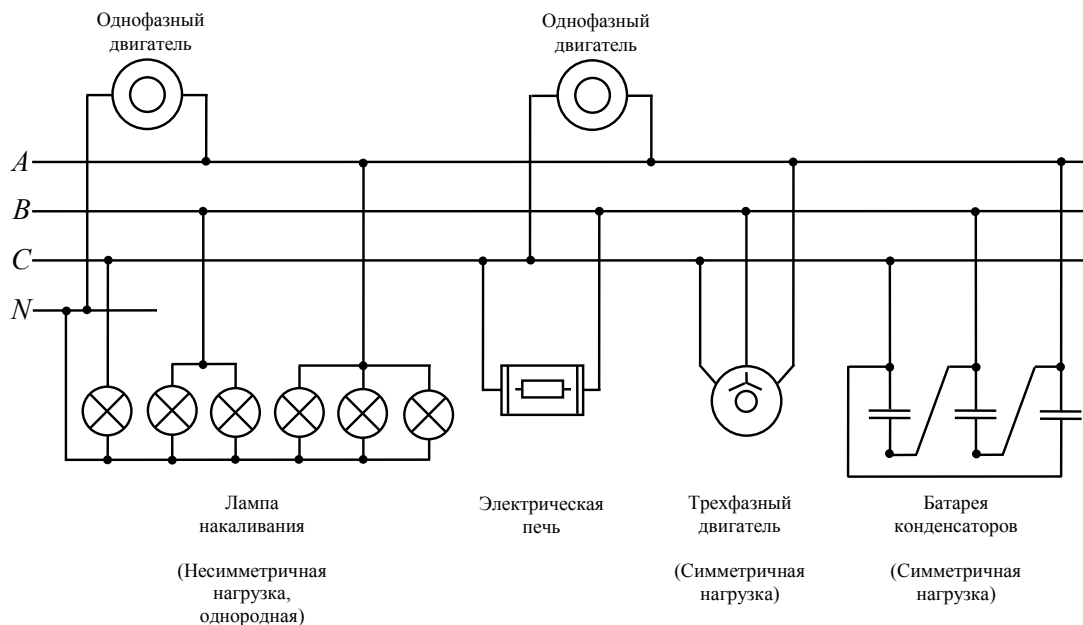 Однофазный
двигатель
Однофазный
двигатель
A
B
C
N
Лампа
накаливания
(Несимметричная
нагрузка,
однородная)
Электрическая
печь
Трехфазный
двигатель
(Симметричная
нагрузка)
Батарея
конденсаторов
(Симметричная
нагрузка)